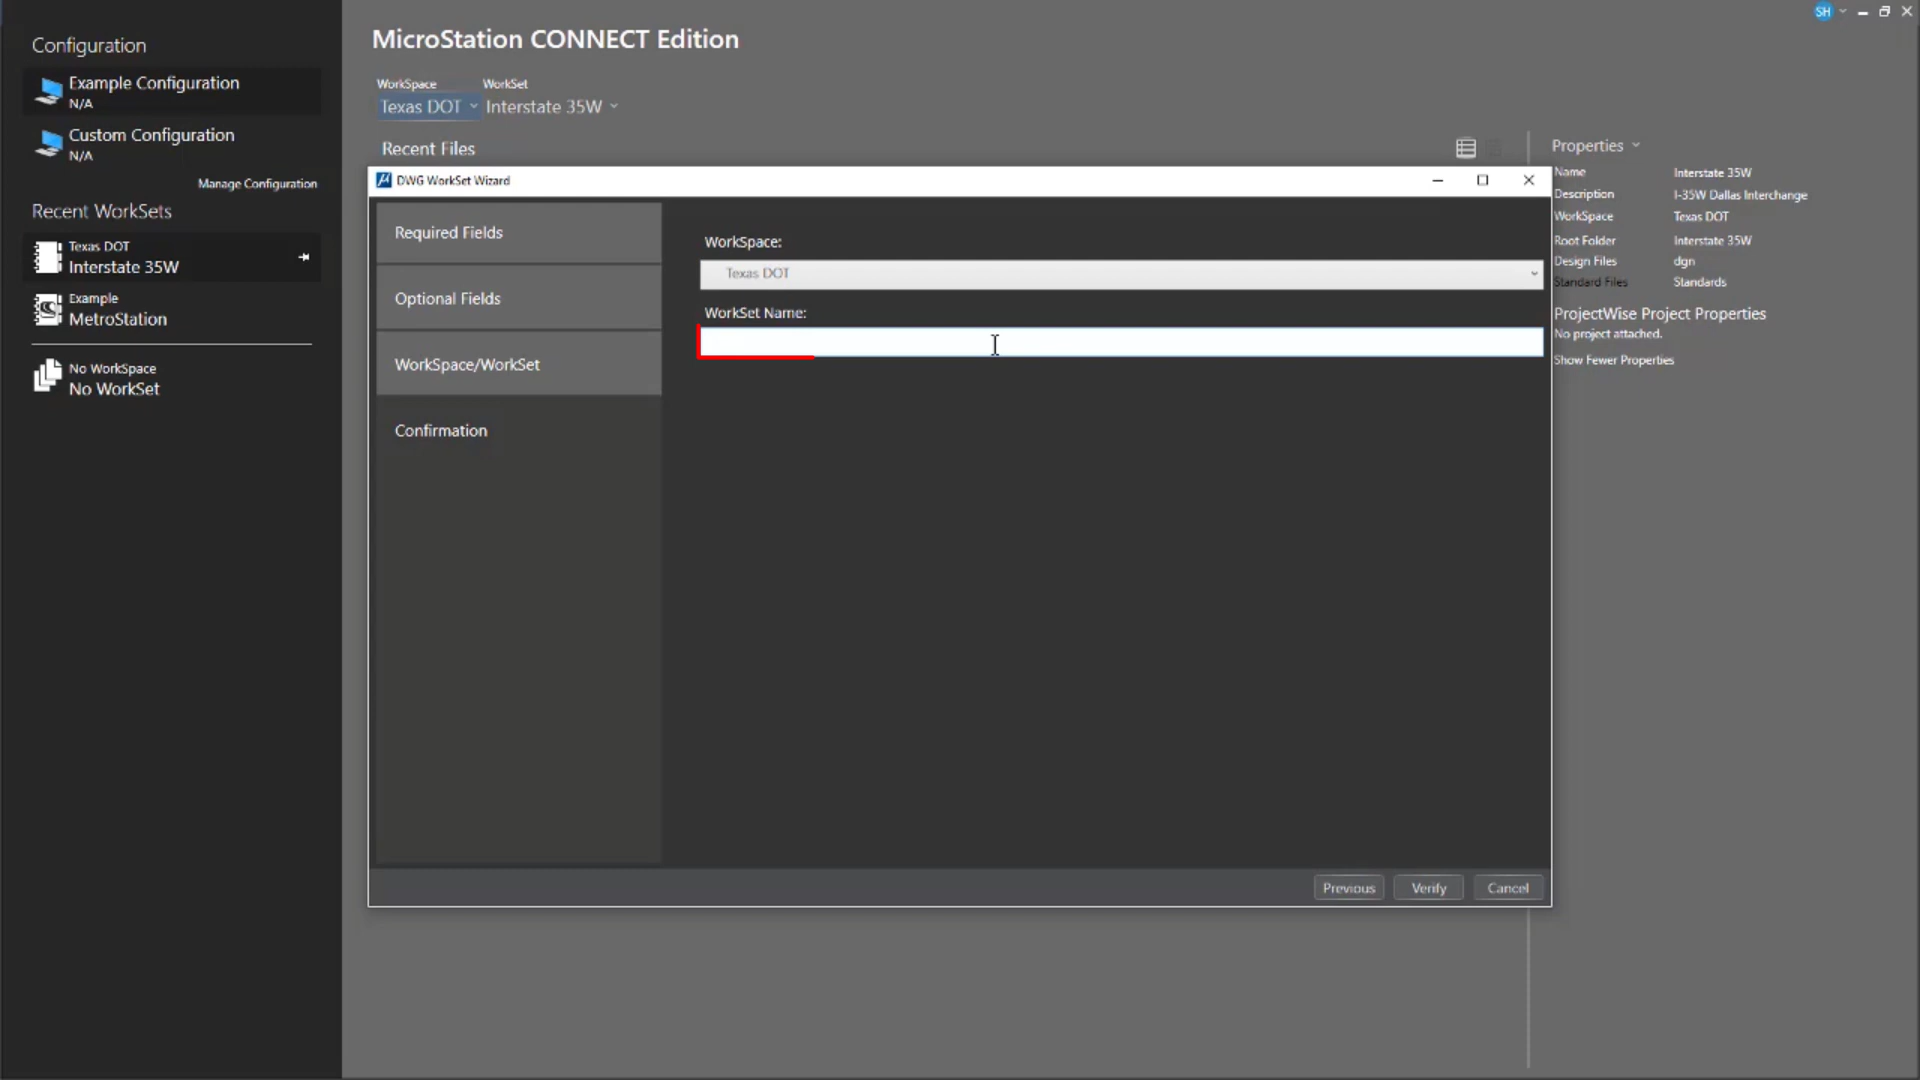 SH
Configuration
Example Configuration
N/A
Custom Configuration
N/A
Manage Configuration
Recent WorkSets
Texas DOT
Interstate 35W
Example
MetroStation
No WorkSpace
No WorkSet
MicroStation CONNECT Edition
WorkSpace WorkSet
Texas DOT Interstate 35W
Recent Files
DWG WorkSet Wizard
Required Fields
Optional Fields
WorkSpace/WorkSet
Confirmation
WorkSpace:
Texas DOT
WorkSet Name:
Previous Verify Cancel
Properties
Name Interstate 35W
Description I-35W Dallas Interchange
WorkSpace Texas DOT
Root Folder Interstate 35W
Design Files dgn
Standard Files Standards
ProjectWise Project Properties
No project attached.
Show Fewer Properties